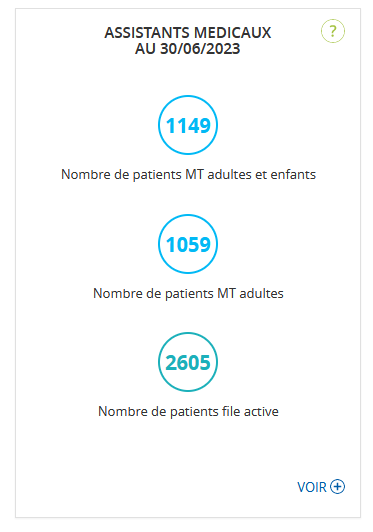 ASSISTANTS MEDICAUX
AU 30/06/2023
?
1149
Nombre de patients MT adultes et enfants
1059
Nombre de patients MT adultes
2605
Nombre de patients file active
VOIR